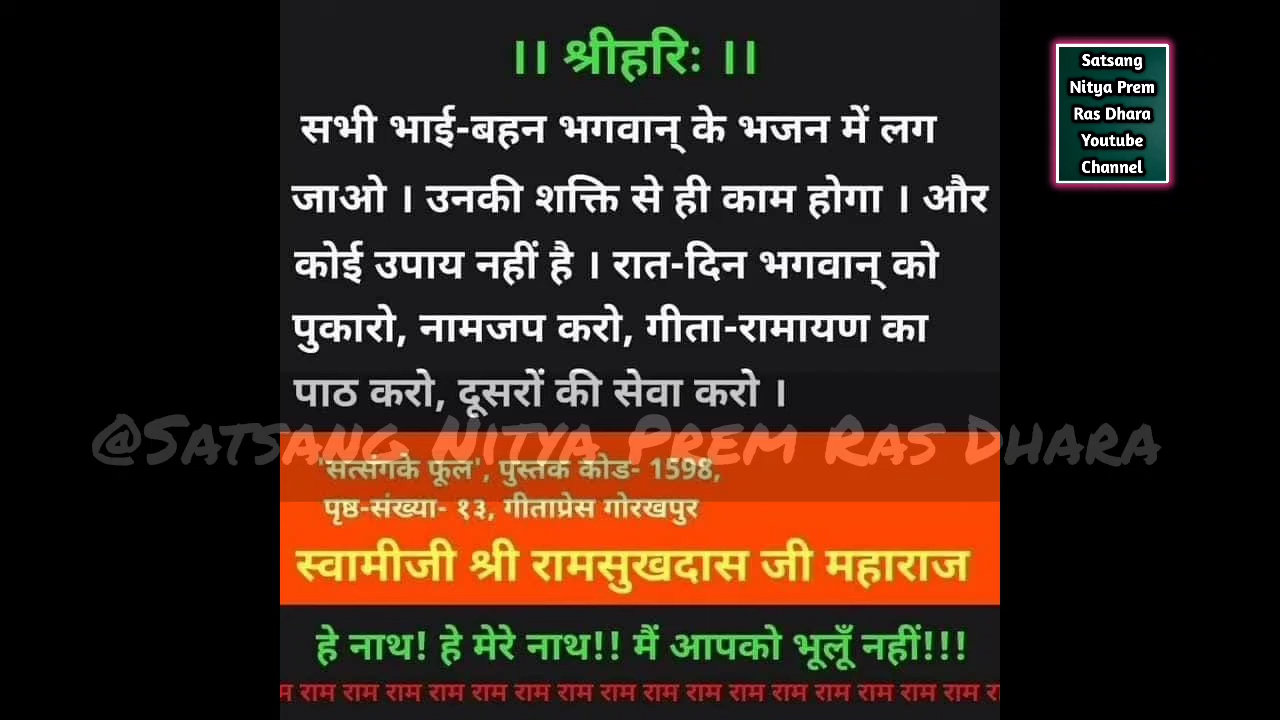 ।। श्रीहरिः ।।
सभी भाई-बहन भगवान् के भजन में लग
जाओ । उनकी शक्ति से ही काम होगा । और
कोई उपाय नहीं है । रात-दिन भगवान् को
पुकारो, नामजप करो, गीता-रामायण का
पाठ करो, दूसरों की सेवा करो ।
@Satsang Nitya Prem Ras Dhara
'सत्संगके फूल', पुस्तक कोड- 1598,
पृष्ठ-संख्या- १३, गीताप्रेस गोरखपुर
स्वामीजी श्री रामसुखदास जी महाराज
हे नाथ! हे मेरे नाथ!! मैं आपको भूलूँ नहीं!!!
म राम राम राम राम राम राम राम राम राम राम राम राम राम राम राम राम र
Satsang
Nitya Prem
Ras Dhara
Youtube
Channel